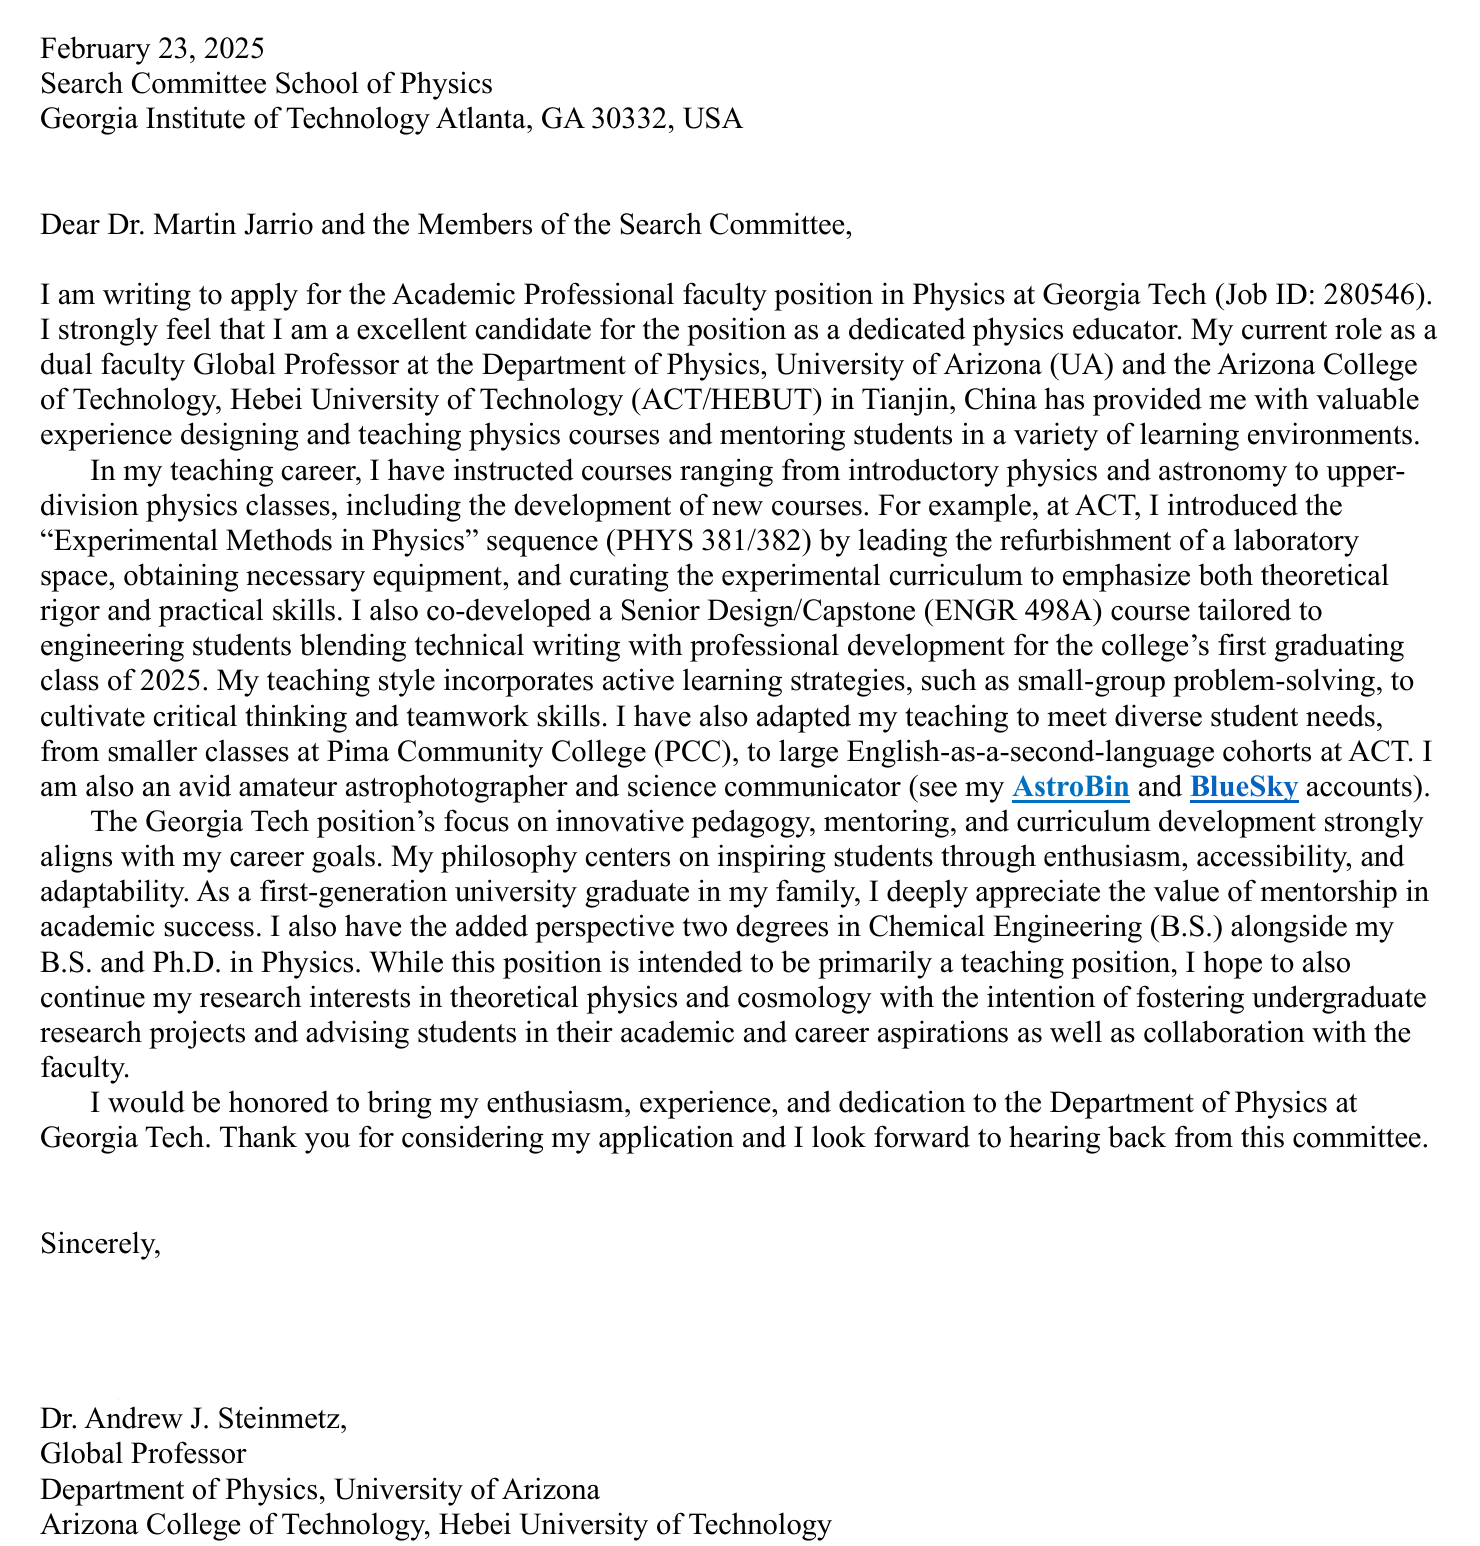 February 23, 2025
Search Committee School of Physics
Georgia Institute of Technology Atlanta, GA 30332, USA
Dear Dr. Martin Jarrio and the Members of the Search Committee,
I am writing to apply for the Academic Professional faculty position in Physics at Georgia Tech (Job ID: 280546).
I strongly feel that I am a excellent candidate for the position as a dedicated physics educator. My current role as a
dual faculty Global Professor at the Department of Physics, University of Arizona (UA) and the Arizona College
of Technology, Hebei University of Technology (ACT/HEBUT) in Tianjin, China has provided me with valuable
experience designing and teaching physics courses and mentoring students in a variety of learning environments.
In my teaching career, I have instructed courses ranging from introductory physics and astronomy to upper-
division physics classes, including the development of new courses. For example, at ACT, I introduced the
“Experimental Methods in Physics” sequence (PHYS 381/382) by leading the refurbishment of a laboratory
space, obtaining necessary equipment, and curating the experimental curriculum to emphasize both theoretical
rigor and practical skills. I also co-developed a Senior Design/Capstone (ENGR 498A) course tailored to
engineering students blending technical writing with professional development for the college’s first graduating
class of 2025. My teaching style incorporates active learning strategies, such as small-group problem-solving, to
cultivate critical thinking and teamwork skills. I have also adapted my teaching to meet diverse student needs,
from smaller classes at Pima Community College (PCC), to large English-as-a-second-language cohorts at ACT. I
am also an avid amateur astrophotographer and science communicator (see my AstroBin and BlueSky accounts).
The Georgia Tech position’s focus on innovative pedagogy, mentoring, and curriculum development strongly
aligns with my career goals. My philosophy centers on inspiring students through enthusiasm, accessibility, and
adaptability. As a first-generation university graduate in my family, I deeply appreciate the value of mentorship in
academic success. I also have the added perspective two degrees in Chemical Engineering (B.S.) alongside my
B.S. and Ph.D. in Physics. While this position is intended to be primarily a teaching position, I hope to also
continue my research interests in theoretical physics and cosmology with the intention of fostering undergraduate
research projects and advising students in their academic and career aspirations as well as collaboration with the
faculty.
I would be honored to bring my enthusiasm, experience, and dedication to the Department of Physics at
Georgia Tech. Thank you for considering my application and I look forward to hearing back from this committee.
Sincerely,
Dr. Andrew J. Steinmetz,
Global Professor
Department of Physics, University of Arizona
Arizona College of Technology, Hebei University of Technology